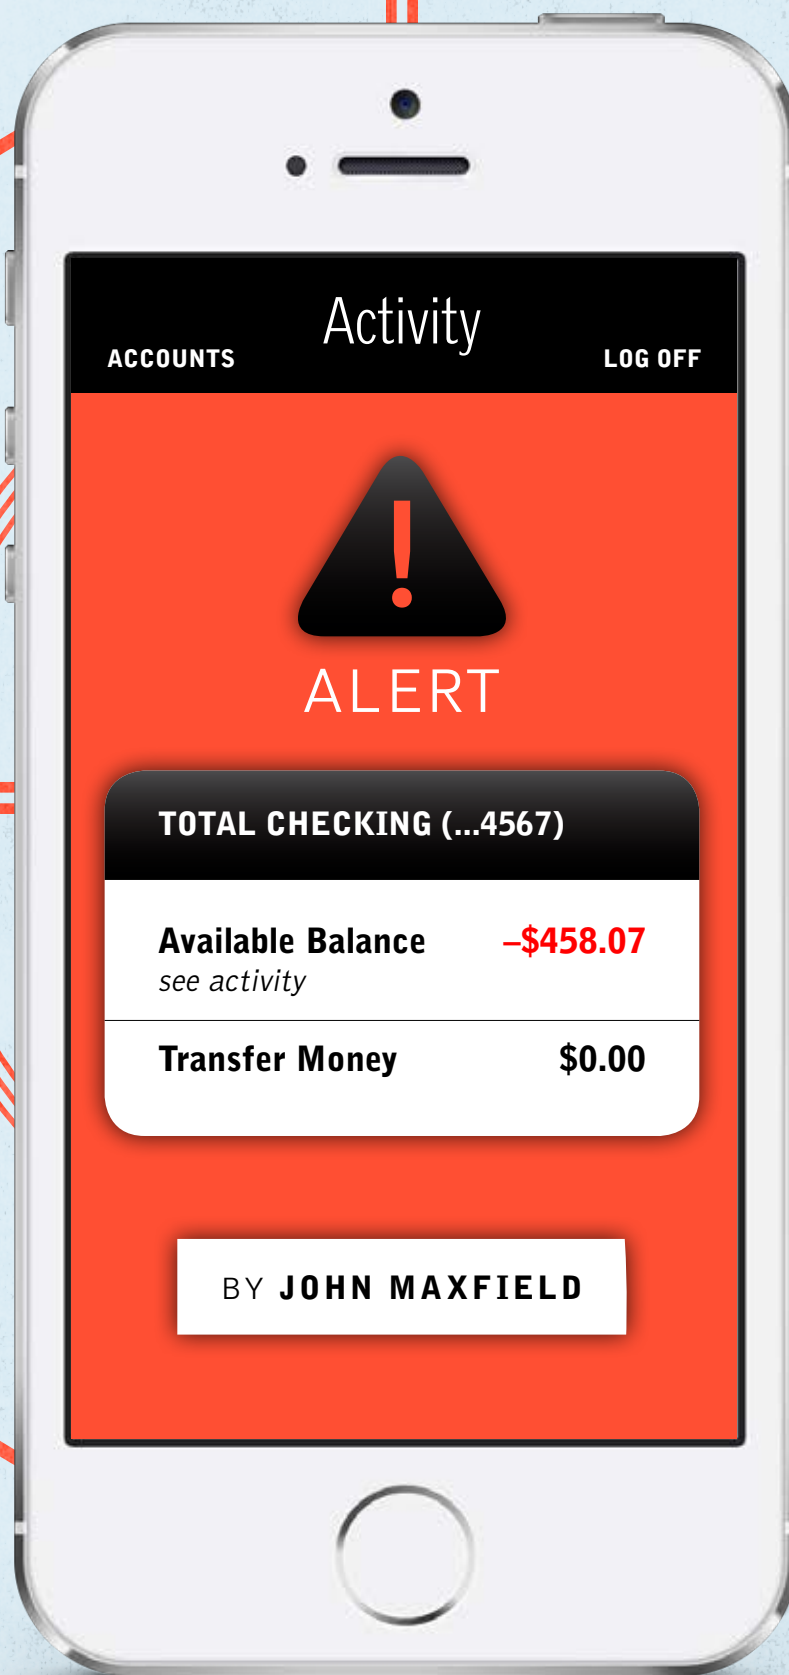 Activity
ACCOUNTS
LOG OFF
!
ALERT
TOTAL CHECKING (...4567)
Available Balance –$458.07
see activity
Transfer Money $0.00
BY JOHN MAXFIELD